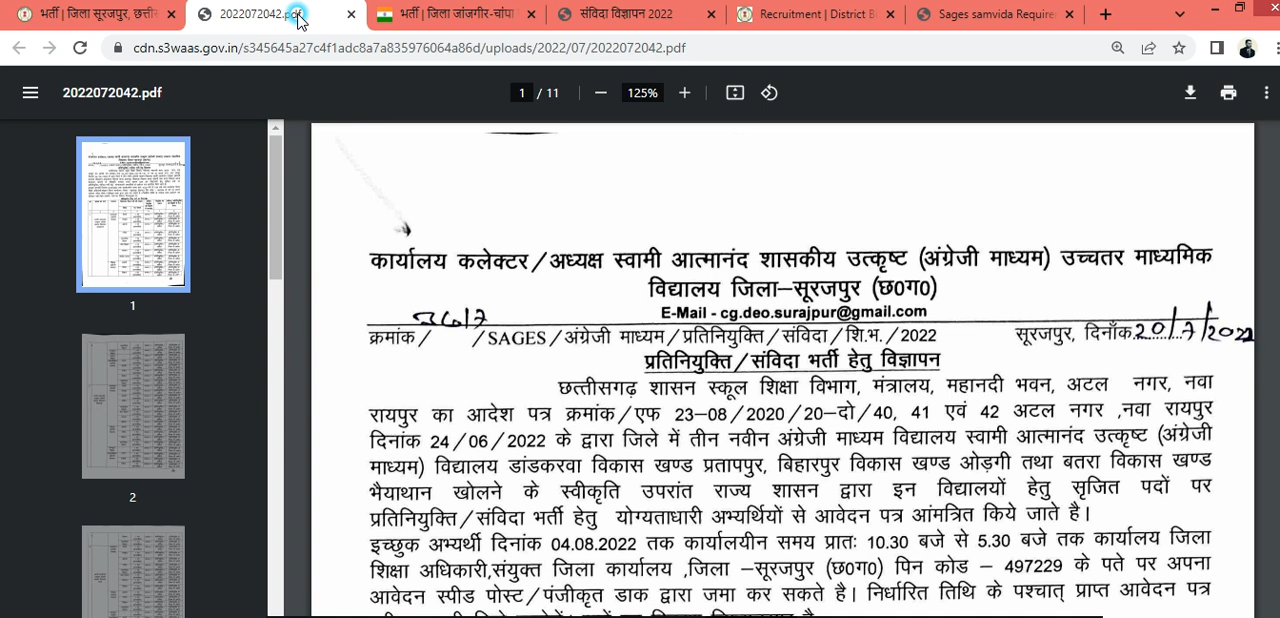 भर्ती | जिला सूरजपुर, छत्तीस
2022072042.pdf
भर्ती | जिला जांजगीर-चांपा
संविदा विज्ञापन 2022
Recruitment | District B
Sages samvida Require
cdn.s3waas.gov.in/s345645a27c4f1adc8a7a835976064a86d/uploads/2022/07/2022072042.pdf
2022072042.pdf
1 / 11
125%
1
2
कार्यालय कलेक्टर/अध्यक्ष स्वामी आत्मानंद शासकीय उत्कृष्ट (अंग्रेजी माध्यम) उच्चतर माध्यमिक
विद्यालय जिला–सूरजपुर (छ0ग0)
E-Mail - cg.deo.surajpur@gmail.com
क्रमांक/ /SAGES/अंग्रेजी माध्यम/प्रतिनियुक्ति/संविदा/शि.भ./2022 सूरजपुर, दिनाँक 20/7/2022
प्रतिनियुक्ति/संविदा भर्ती हेतु विज्ञापन
छत्तीसगढ़ शासन स्कूल शिक्षा विभाग, मंत्रालय, महानदी भवन, अटल नगर, नवा
रायपुर का आदेश पत्र क्रमांक/एफ 23–08/2020/20–दो/40, 41 एवं 42 अटल नगर ,नवा रायपुर
दिनांक 24/06/2022 के द्वारा जिले में तीन नवीन अंग्रेजी माध्यम विद्यालय स्वामी आत्मानंद उत्कृष्ट (अंग्रेजी
माध्यम) विद्यालय डांडकरवा विकास खण्ड प्रतापपुर, बिहारपुर विकास खण्ड ओड़गी तथा बतरा विकास खण्ड
भैयाथान खोलने के स्वीकृति उपरांत राज्य शासन द्वारा इन विद्यालयों हेतु सृजित पदों पर
प्रतिनियुक्ति/संविदा भर्ती हेतु योग्यताधारी अभ्यर्थियों से आवेदन पत्र आंमत्रित किये जाते है।
इच्छुक अभ्यर्थी दिनांक 04.08.2022 तक कार्यालयीन समय प्रातः 10.30 बजे से 5.30 बजे तक कार्यालय जिला
शिक्षा अधिकारी,संयुक्त जिला कार्यालय ,जिला –सूरजपुर (छ0ग0) पिन कोड – 497229 के पते पर अपना
आवेदन स्पीड पोस्ट/पंजीकृत डाक द्वारा जमा कर सकते है। निर्धारित तिथि के पश्चात् प्राप्त आवेदन पत्र